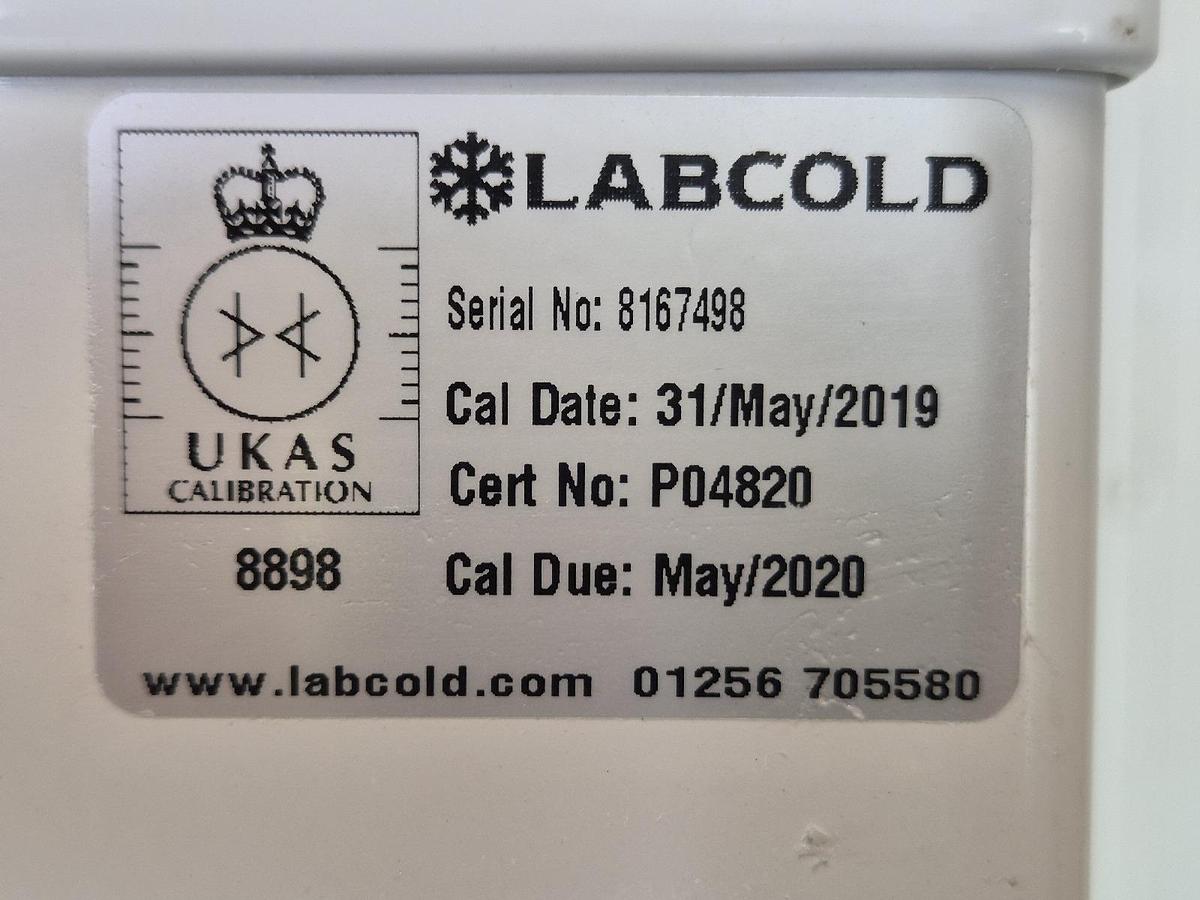 LABCOLD
Serial No: 8167498
Cal Date: 31/May/2019
Cert No: P04820
Cal Due: May/2020
UKAS
CALIBRATION
8898
www.labcold.com 01256 705580